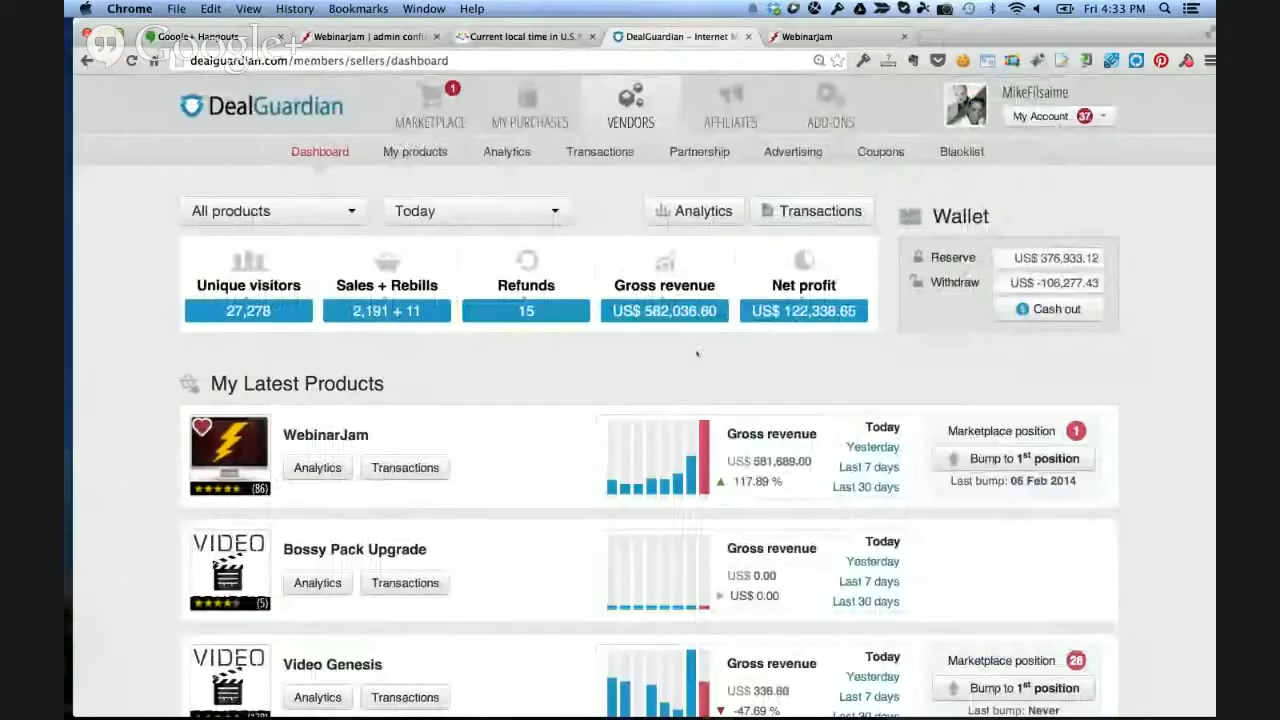 Chrome File Edit View History Bookmarks Window Help Fri 4:33 PM
Google+ Hangouts WebinarJam | admin Current local time in U.S. DealGuardian – Internet M WebinarJam
Google+
dealguardian.com/members/sellers/dashboard
DealGuardian
1
MARKETPLACE MY PURCHASES VENDORS AFFILIATES ADD-ONS
MikeFilsaime
My Account 37
Dashboard My products Analytics Transactions Partnership Advertising Coupons Blacklist
All products Today Analytics Transactions
Wallet
Reserve US$ 376,933.12
Withdraw US$ -106,277.43
Cash out
Unique visitors Sales + Rebills Refunds Gross revenue Net profit
27,278 2,191 + 11 15 US$ 582,036.60 US$ 122,338.65
My Latest Products
WebinarJam
Analytics Transactions
(86)
Gross revenue
US$ 581,689.00
117.89 %
Today
Yesterday
Last 7 days
Last 30 days
Marketplace position 1
Bump to 1st position
Last bump: 06 Feb 2014
VIDEO
(5)
Bossy Pack Upgrade
Analytics Transactions
Gross revenue
US$ 0.00
US$ 0.00
Today
Yesterday
Last 7 days
Last 30 days
VIDEO
Video Genesis
Analytics Transactions
Gross revenue
US$ 336.60
-47.69 %
Today
Yesterday
Last 7 days
Last 30 days
Marketplace position 28
Bump to 1st position
Last bump: Never